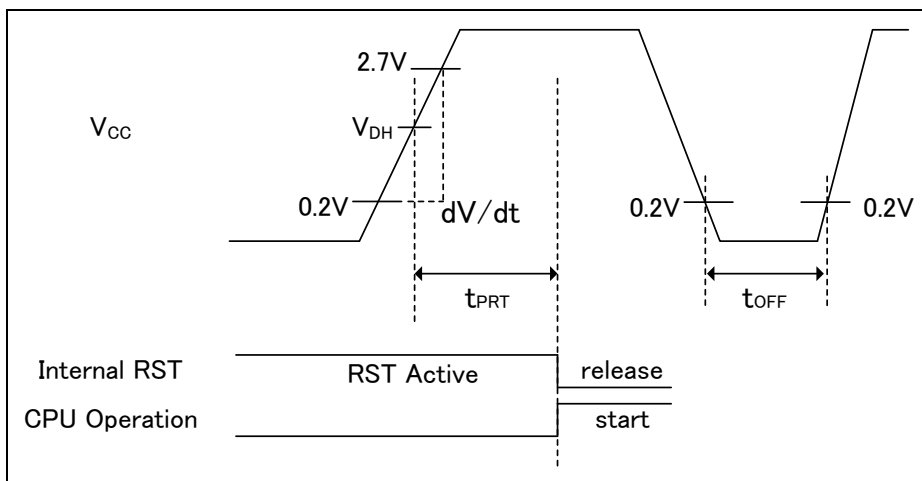 2.7V
VCC VDH
0.2V dV/dt 0.2V 0.2V
tPRT tOFF
Internal RST RST Active release
CPU Operation start